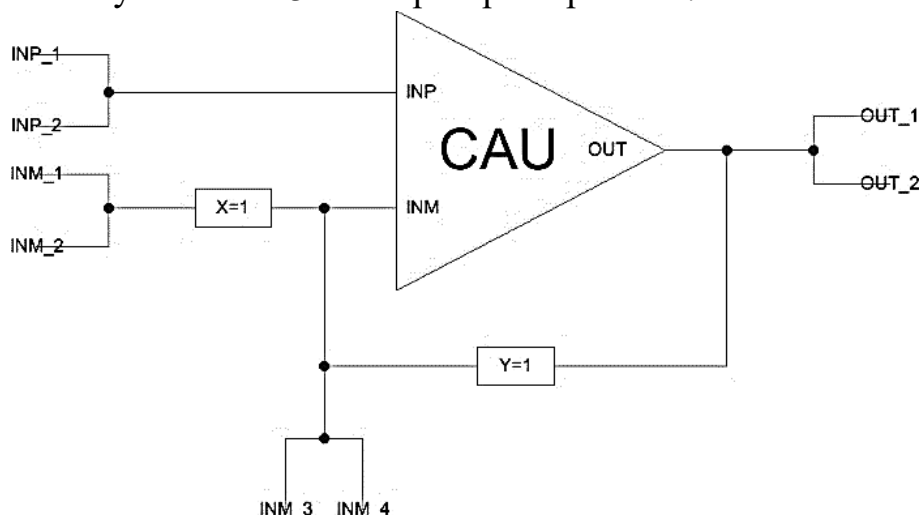 INP_1
INP_2
INM_1
INM_2
X=1
INP
INM
CAU
OUT
OUT_1
OUT_2
Y=1
INM_3
INM_4